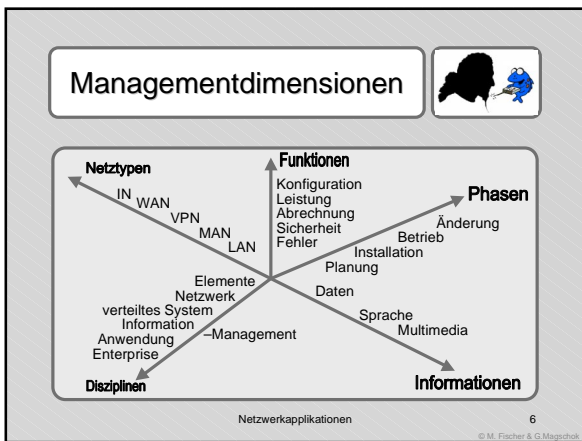 Managementdimensionen
Netztypen
IN
WAN
VPN
MAN
LAN
Funktionen
Konfiguration
Leistung
Abrechnung
Sicherheit
Fehler
Phasen
Änderung
Betrieb
Installation
Planung
Elemente
Netzwerk
verteiltes System
Information
Anwendung
Enterprise
–Management
Disziplinen
Daten
Sprache
Multimedia
Informationen
Netzwerkapplikationen 6
© M. Fischer & G.Magschok